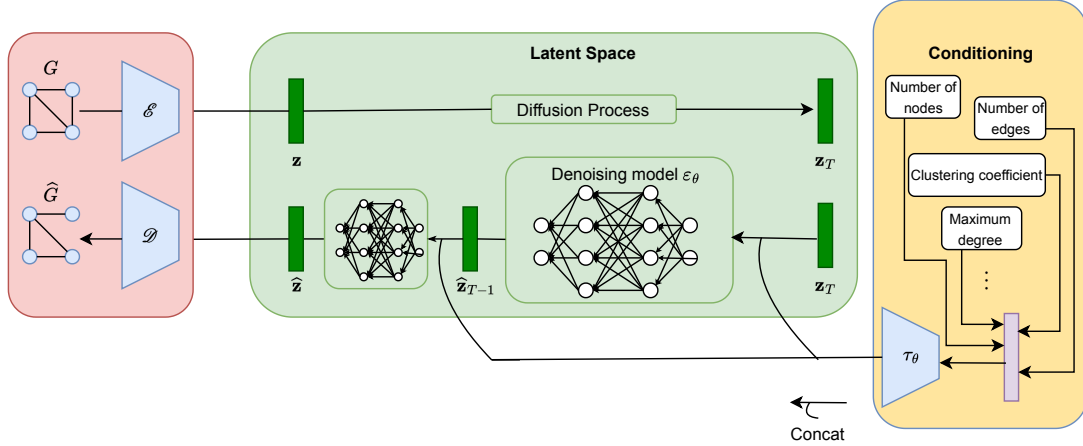 Latent Space
Conditioning
G
ℰ
Diffusion Process
z
z_T
Number of
nodes
Number of
edges
Clustering coefficient
Maximum
degree
⋮
Ĝ
𝒟
Denoising model ε_θ
ẑ
ẑ_{T−1}
z_T
τ_θ
Concat